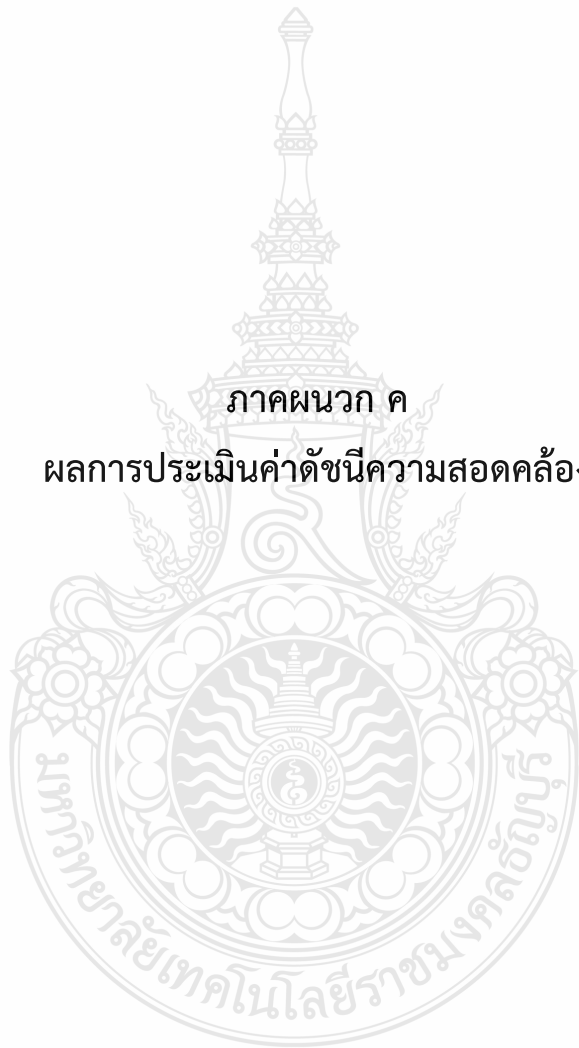 ภาคผนวก ค
ผลการประเมินค่าดัชนีความสอดคล้อง
มหาวิทยาลัยเทคโนโลยีราชมงคลธัญบุรี